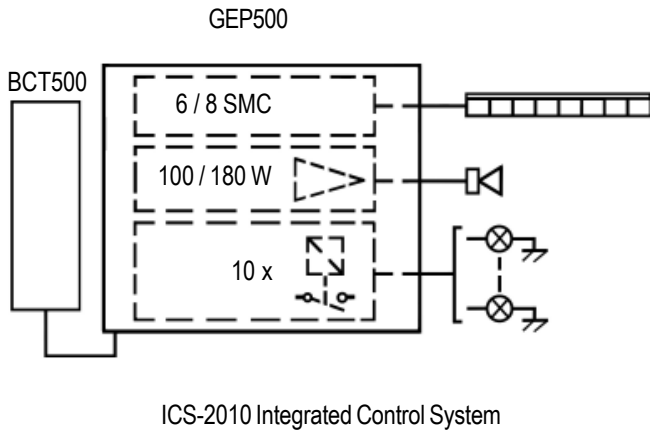 GEP500
BCT500
6 / 8 SMC
100 / 180 W
10 x
ICS-2010 Integrated Control System